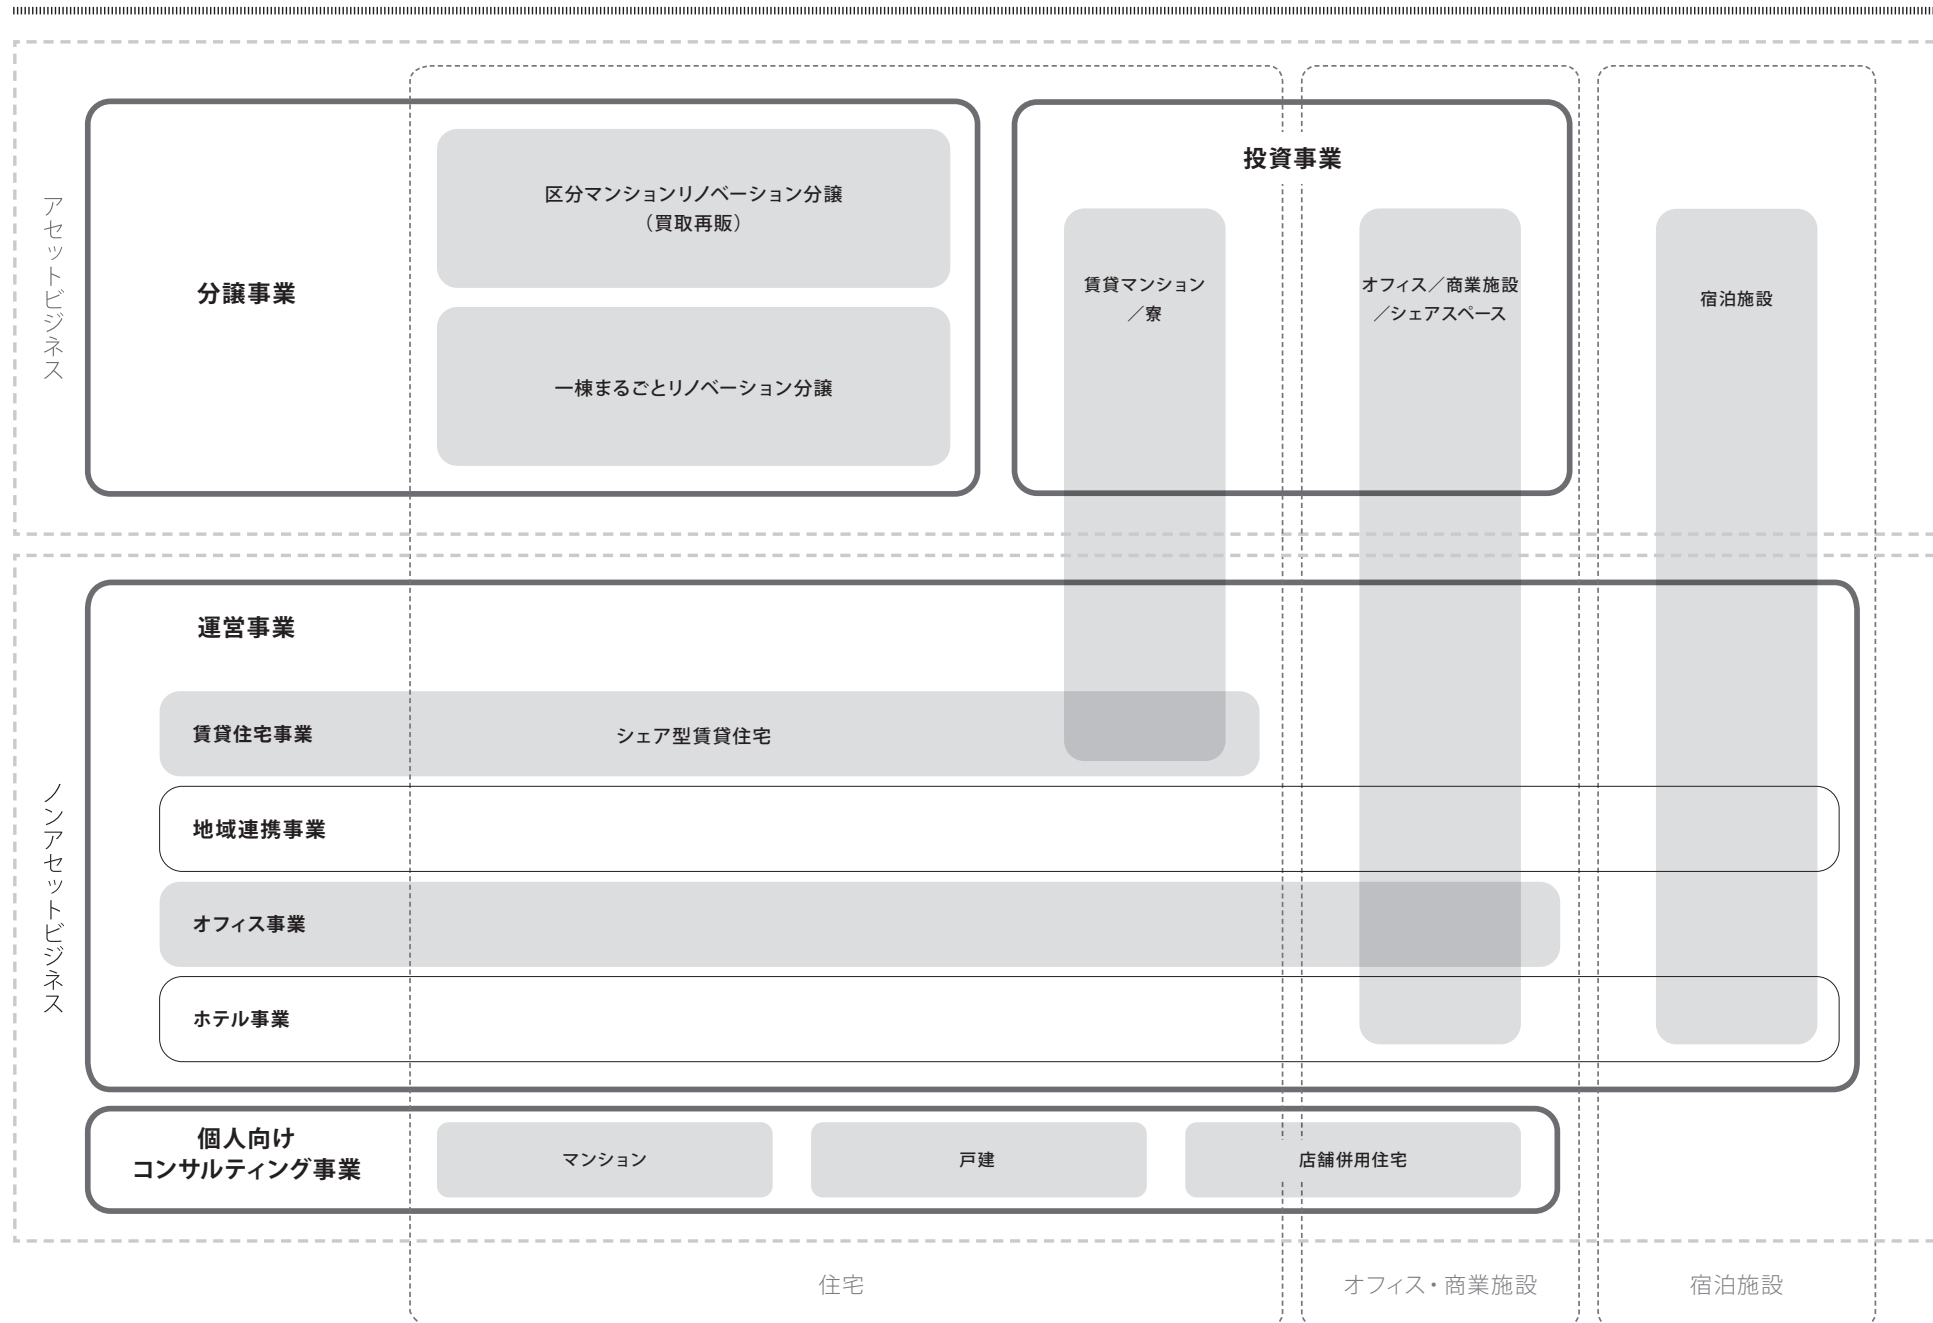 アセットビジネス
分譲事業
区分マンションリノベーション分譲
（買取再販）
一棟まるごとリノベーション分譲
投資事業
賃貸マンション
／寮
オフィス／商業施設
／シェアスペース
宿泊施設
ノンアセットビジネス
運営事業
賃貸住宅事業
シェア型賃貸住宅
地域連携事業
オフィス事業
ホテル事業
個人向け
コンサルティング事業
マンション
戸建
店舗併用住宅
住宅
オフィス・商業施設
宿泊施設